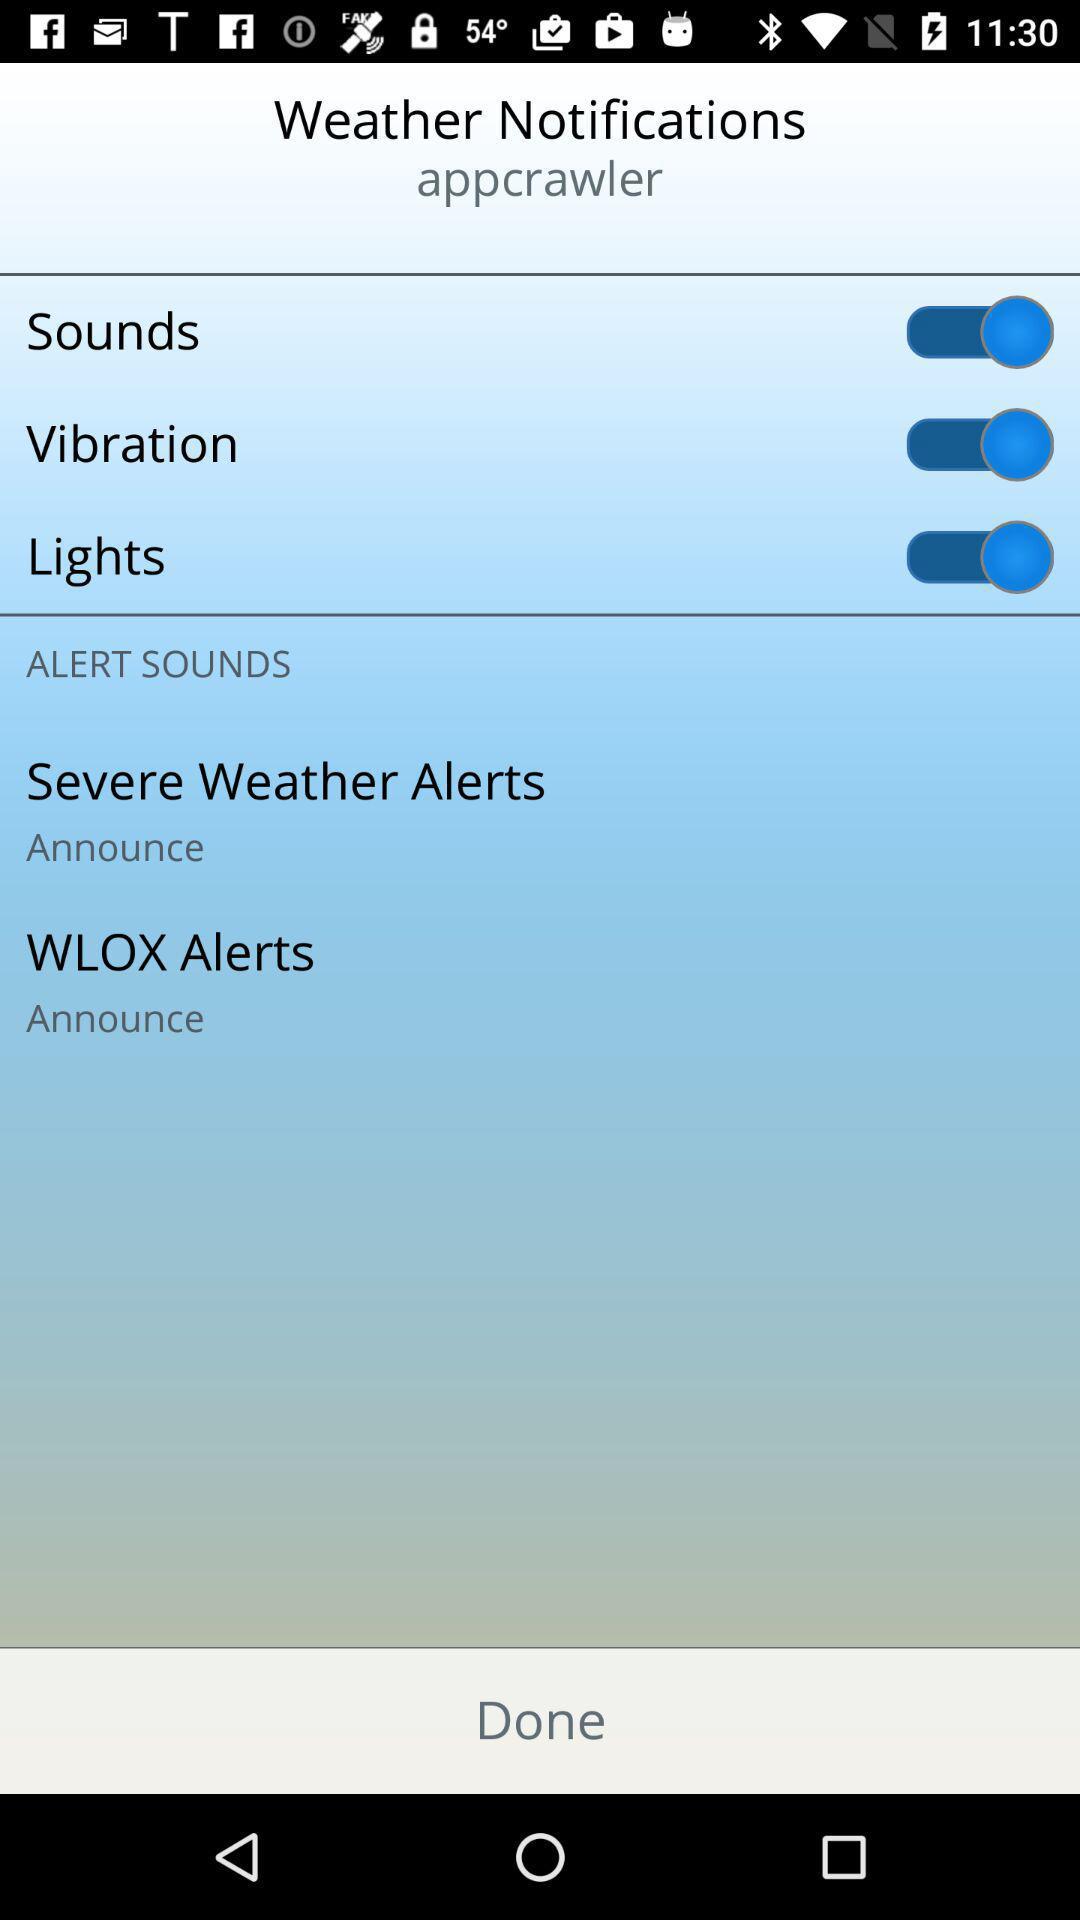 FAKE 54° 11:30
Weather Notifications
appcrawler
Sounds
Vibration
Lights
ALERT SOUNDS
Severe Weather Alerts
Announce
WLOX Alerts
Announce
Done